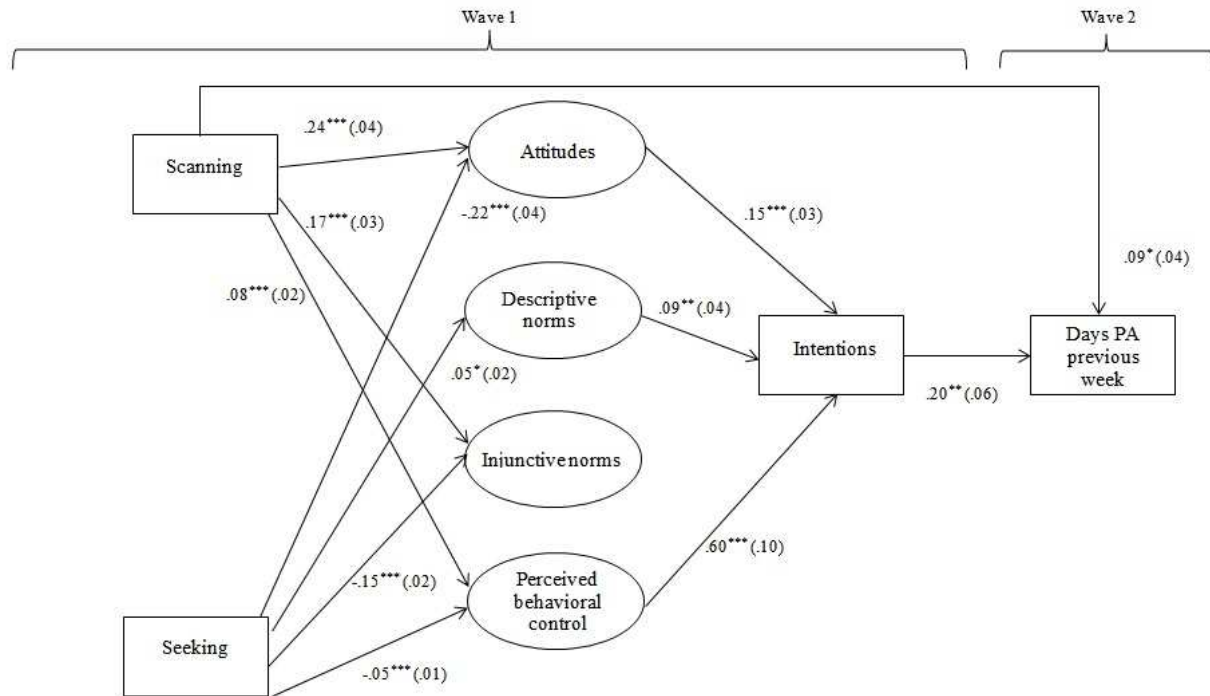 Wave 1
Wave 2
.24***(.04)
Attitudes
Scanning
-.22***(.04)
.17***(.03)
.15***(.03)
.09*(.04)
.08***(.02)
Descriptive
norms
.09**(.04)
Intentions
Days PA
previous
week
.05*(.02)
.20**(.06)
Injunctive norms
.60***(.10)
-.15***(.02)
Perceived
behavioral
control
Seeking
-.05***(.01)